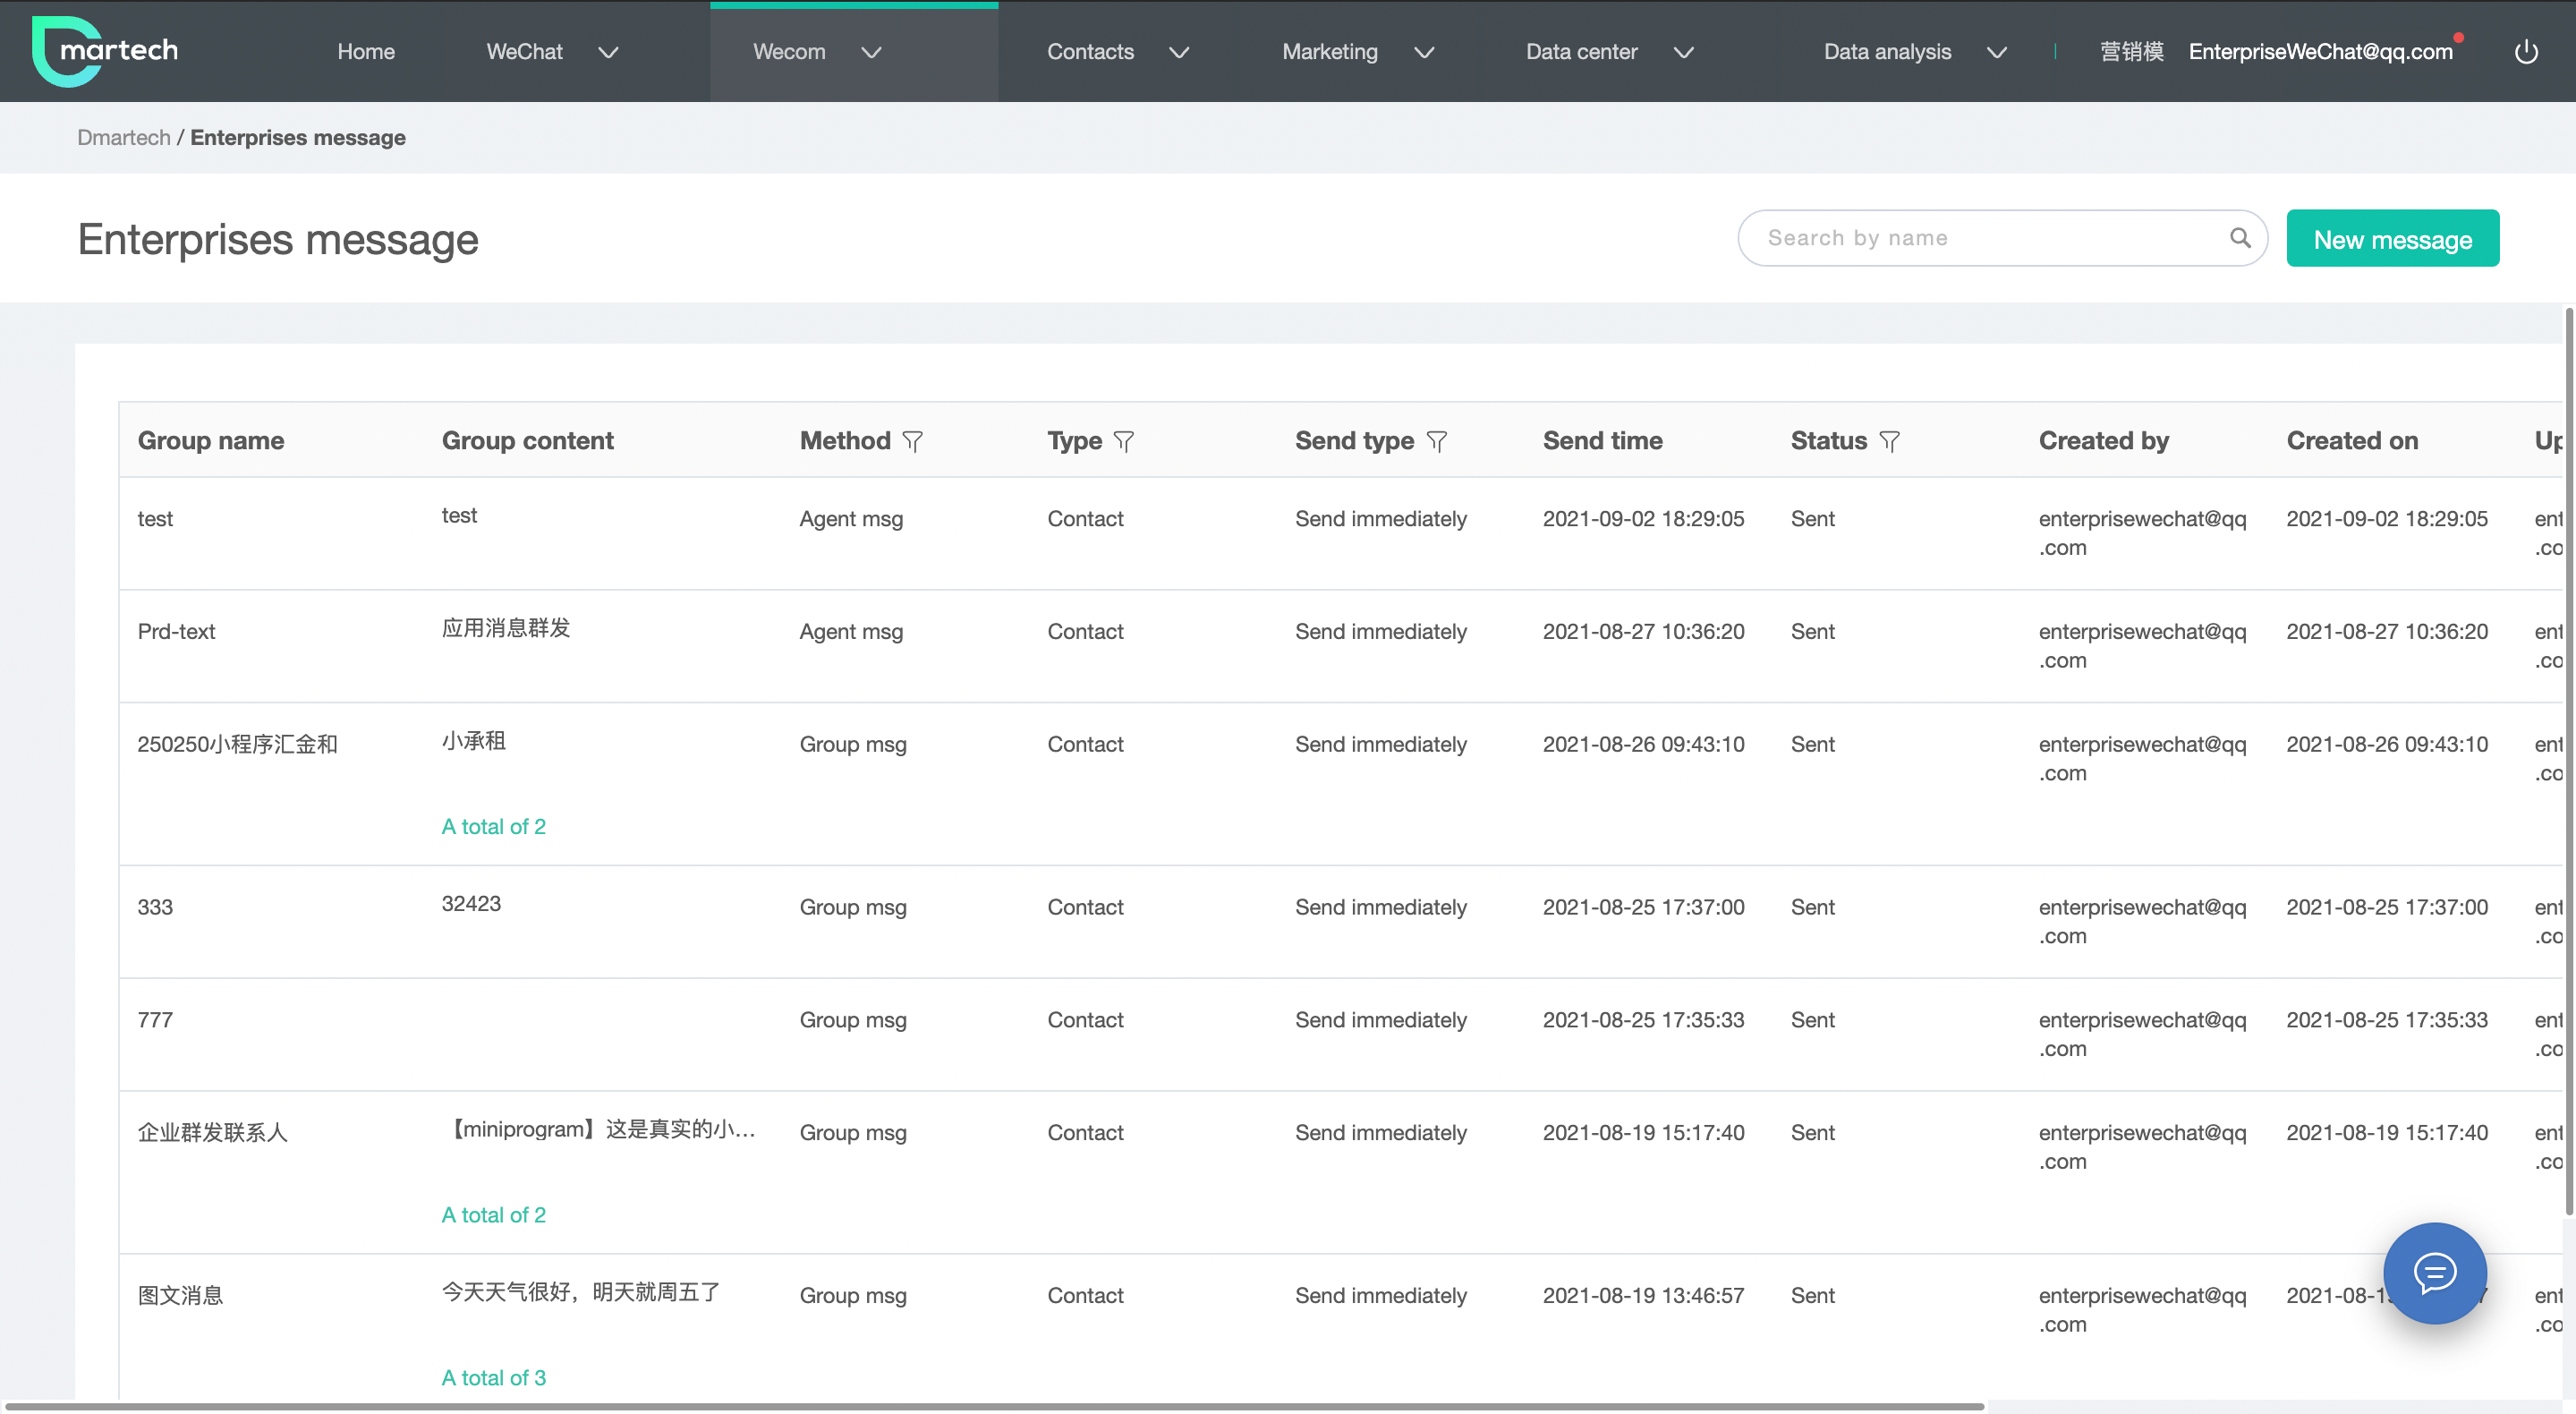 martech
Home WeChat Wecom Contacts Marketing Data center Data analysis 营销模 EnterpriseWeChat@qq.com
Dmartech / Enterprises message
Enterprises message
Search by name
New message
Group name Group content Method Type Send type Send time Status Created by Created on Up
test test Agent msg Contact Send immediately 2021-09-02 18:29:05 Sent enterprisewechat@qq 2021-09-02 18:29:05 ent
.com .co
Prd-text 应用消息群发 Agent msg Contact Send immediately 2021-08-27 10:36:20 Sent enterprisewechat@qq 2021-08-27 10:36:20 ent
.com .co
250250小程序汇金和 小承租 Group msg Contact Send immediately 2021-08-26 09:43:10 Sent enterprisewechat@qq 2021-08-26 09:43:10 ent
.com .co
A total of 2
333 32423 Group msg Contact Send immediately 2021-08-25 17:37:00 Sent enterprisewechat@qq 2021-08-25 17:37:00 ent
.com .co
777 Group msg Contact Send immediately 2021-08-25 17:35:33 Sent enterprisewechat@qq 2021-08-25 17:35:33 ent
.com .co
企业群发联系人 【miniprogram】这是真实的小... Group msg Contact Send immediately 2021-08-19 15:17:40 Sent enterprisewechat@qq 2021-08-19 15:17:40 ent
.com .co
A total of 2
图文消息 今天天气很好，明天就周五了 Group msg Contact Send immediately 2021-08-19 13:46:57 Sent enterprisewechat@qq 2021-08-1 ent
.com .co
A total of 3